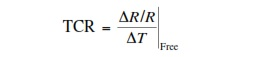 TCR = ΔR/R / ΔT |Free